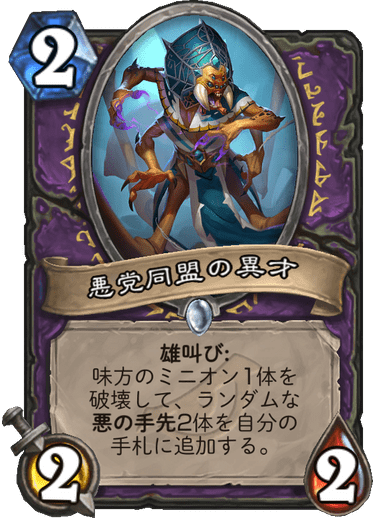 2
悪党同盟の異才
雄叫び:
味方のミニオン1体を
破壊して、ランダムな
悪の手先2体を自分の
手札に追加する。
2
2